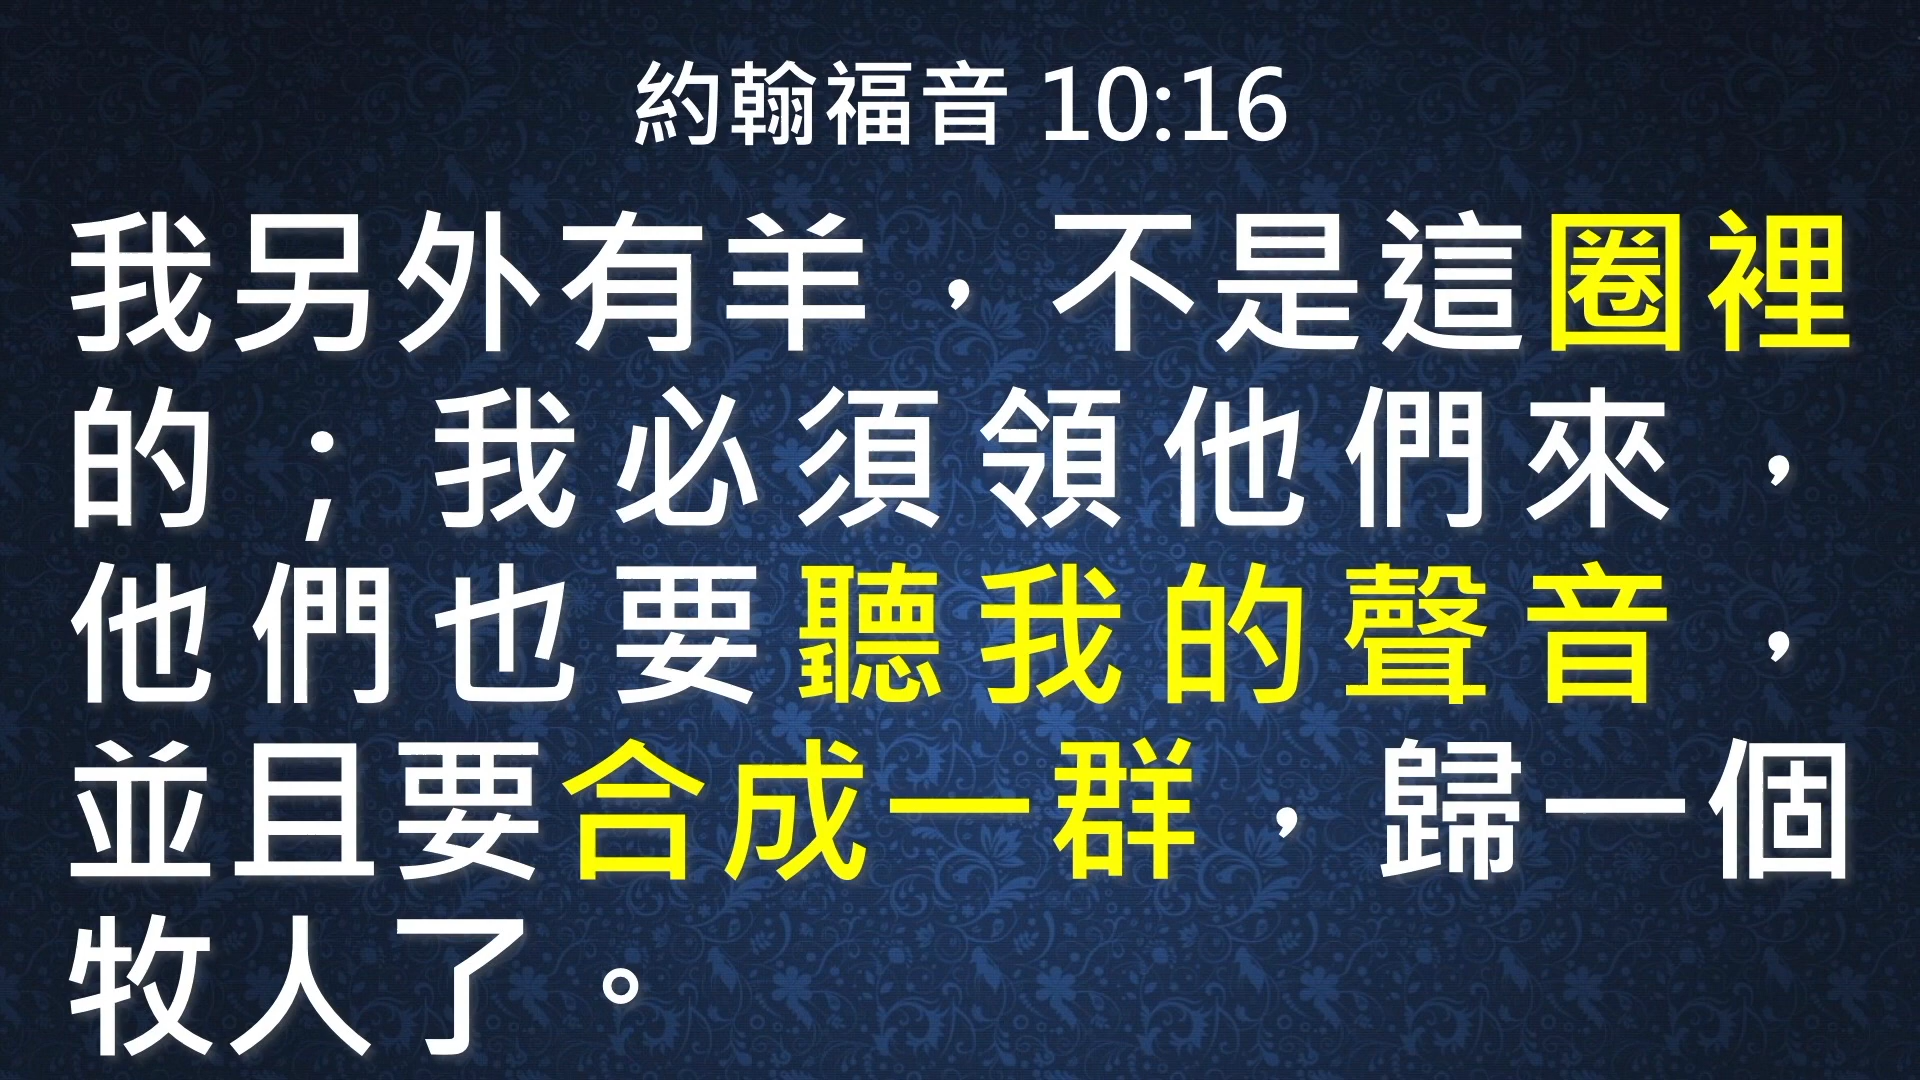 約翰福音 10:16
我另外有羊，不是這圈裡
的；我必須領他們來，
他們也要聽我的聲音，
並且要合成一群，歸一個
牧人了。